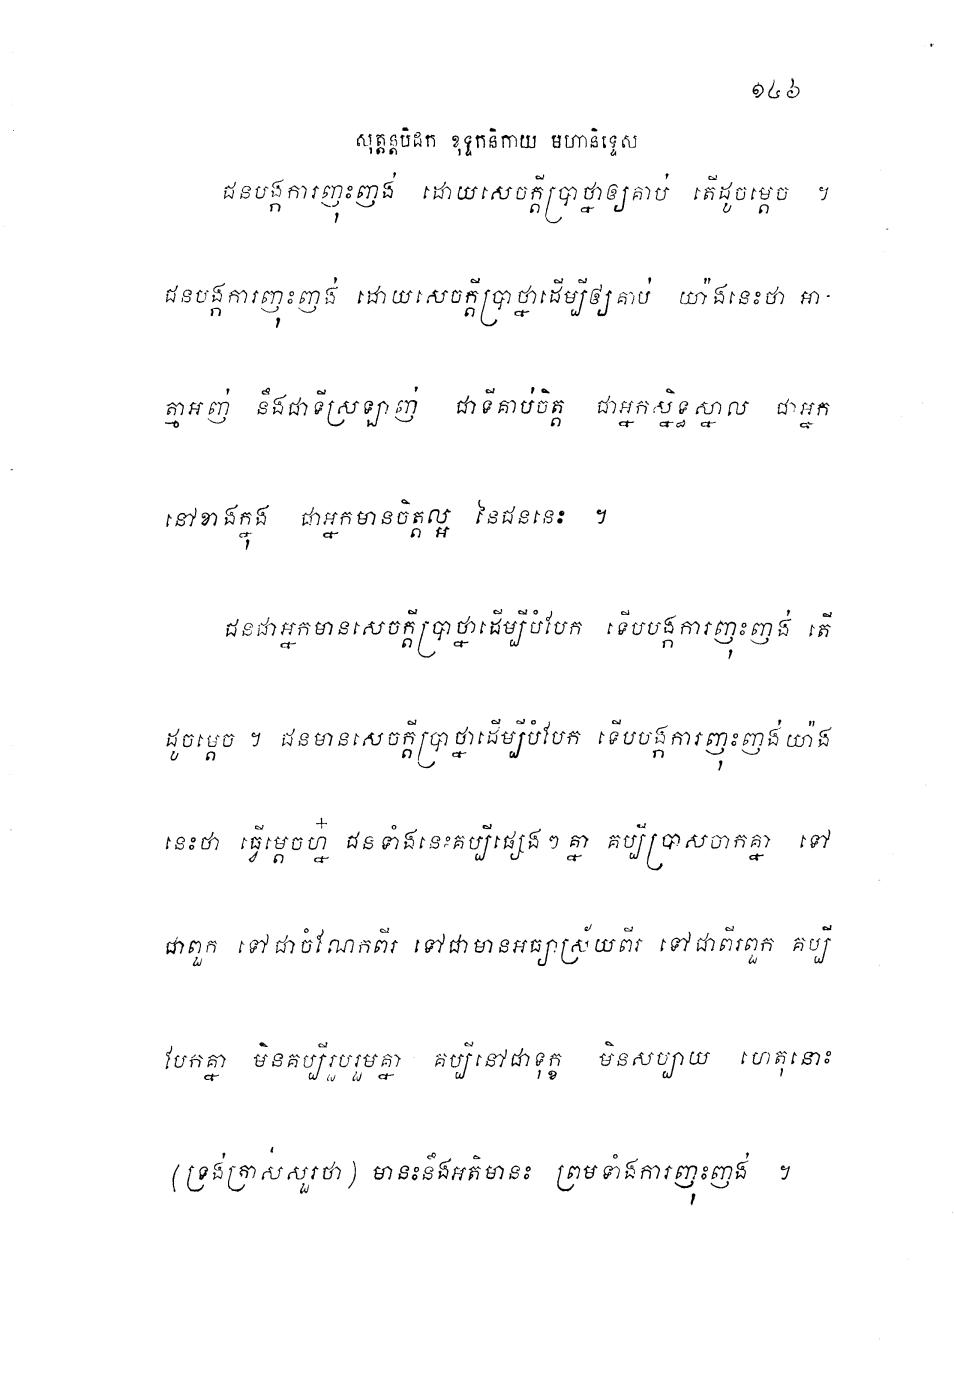 ១៤៦
សុត្តន្តបិដក ខុទ្ទកនិកាយ មហានិទ្ទេស
ជនបង្កការញុះញង់ ដោយសេចក្តីប្រាថ្នាឲ្យគាប់ តើដូចម្តេច ។
ជនបង្កការញុះញង់ ដោយសេចក្តីប្រាថ្នាដើម្បីឲ្យគាប់ យ៉ាងនេះថា អា-
ត្មាអញ់ នឹងជាទីស្រឡាញ់ ជាទីគាប់ចិត្ត ជាអ្នកស្និទ្ធស្នាល ជាអ្នក
នៅខាងក្នុង ជាអ្នកមានចិត្តល្អ នៃជននេះ ។
ជនជាអ្នកមានសេចក្តីប្រាថ្នាដើម្បីបំបែក ទើបបង្កការញុះញង់ តើ
ដូចម្តេច ។ ជនមានសេចក្តីប្រាថ្នាដើម្បីបំបែក ទើបបង្កការញុះញង់យ៉ាង
នេះថា ធ្វើម្តេចហ្ន៎ ជនទាំងនេះគប្បីផ្សេងៗគ្នា គប្បីប្រាសចាកគ្នា ទៅ
ជាពួក ទៅជាចំណែកពីរ ទៅជាមានអធ្យាស្រ័យពីរ ទៅជាពីរពួក គប្បី
បែកគ្នា មិនគប្បីរួបរួមគ្នា គប្បីនៅជាទុក្ខ មិនសប្បាយ ហេតុនោះ
(ទ្រង់ត្រាស់សួរថា) មានះនឹងអតិមានះ ព្រមទាំងការញុះញង់ ។